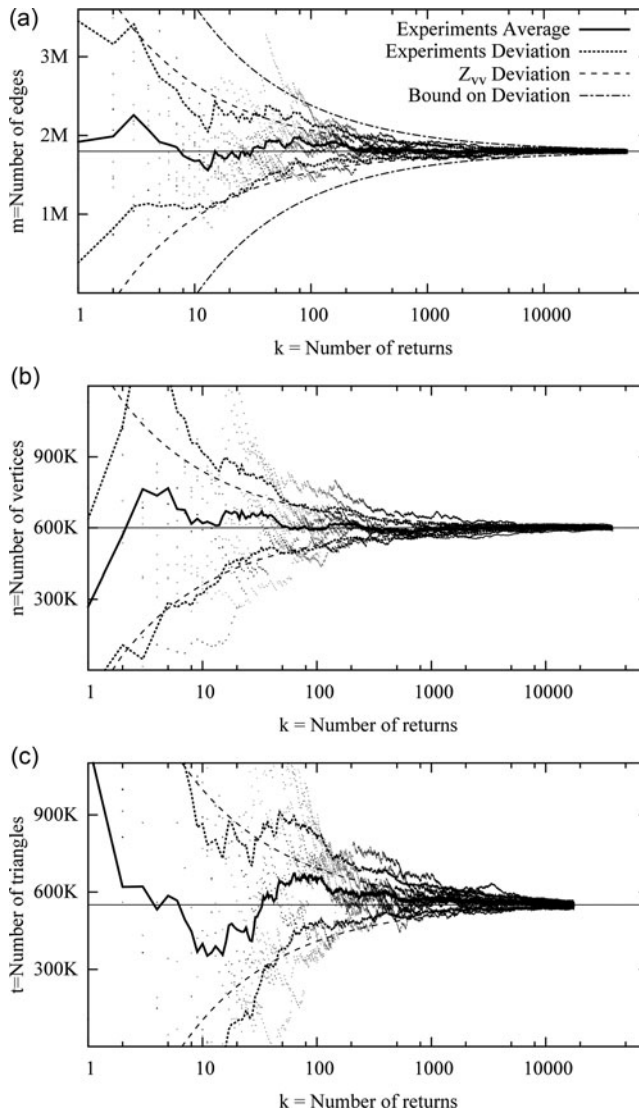 (a)
Experiments Average
Experiments Deviation
Zvv Deviation
Bound on Deviation
m=Number of edges
3M
2M
1M
1 10 100 1000 10000
k = Number of returns
(b)
n=Number of vertices
900K
600K
300K
1 10 100 1000 10000
k = Number of returns
(c)
t=Number of triangles
900K
600K
300K
1 10 100 1000 10000
k = Number of returns